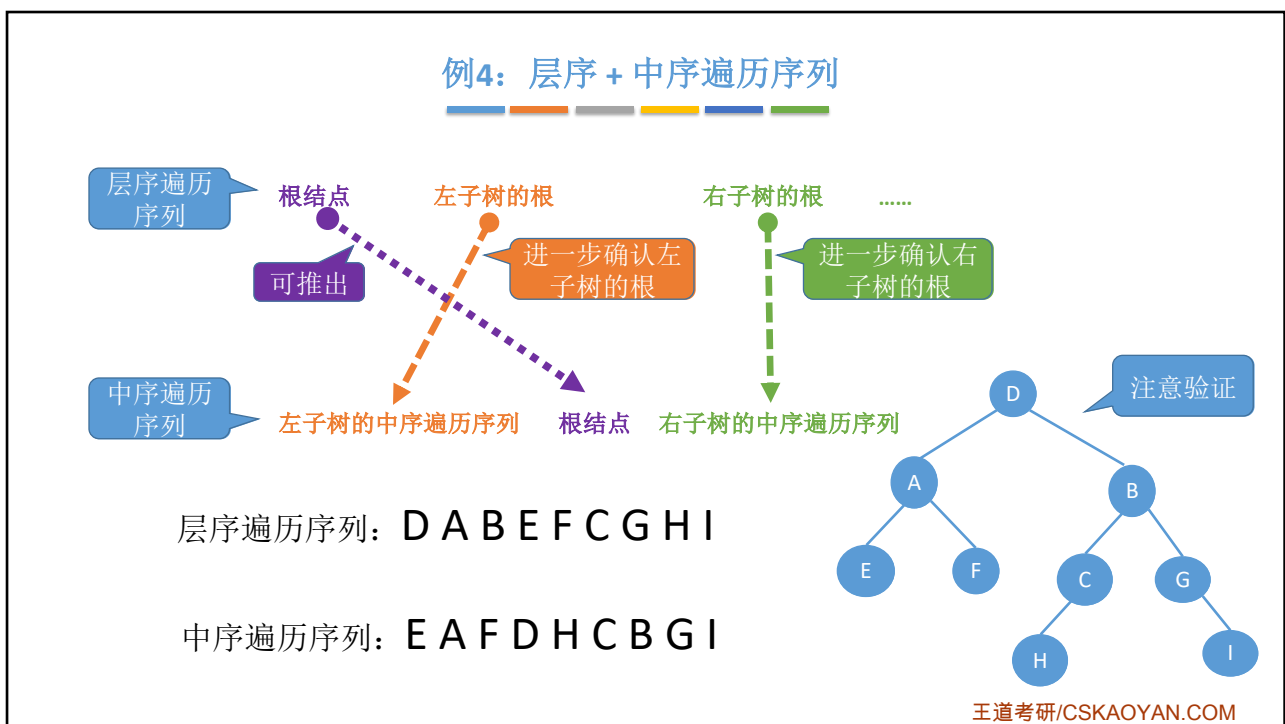 例4：层序 + 中序遍历序列
层序遍历
序列
根结点
左子树的根
右子树的根
……
可推出
进一步确认左
子树的根
进一步确认右
子树的根
中序遍历
序列
左子树的中序遍历序列
根结点
右子树的中序遍历序列
注意验证
D
A
B
E
F
C
G
H
I
层序遍历序列：D A B E F C G H I
中序遍历序列：E A F D H C B G I
王道考研/CSKAOYAN.COM